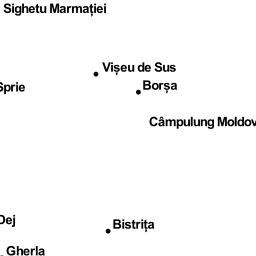 Sighetu Marmației
Vișeu de Sus
Borșa
Sprie
Câmpulung Moldov
Dej
Bistrița
Gherla